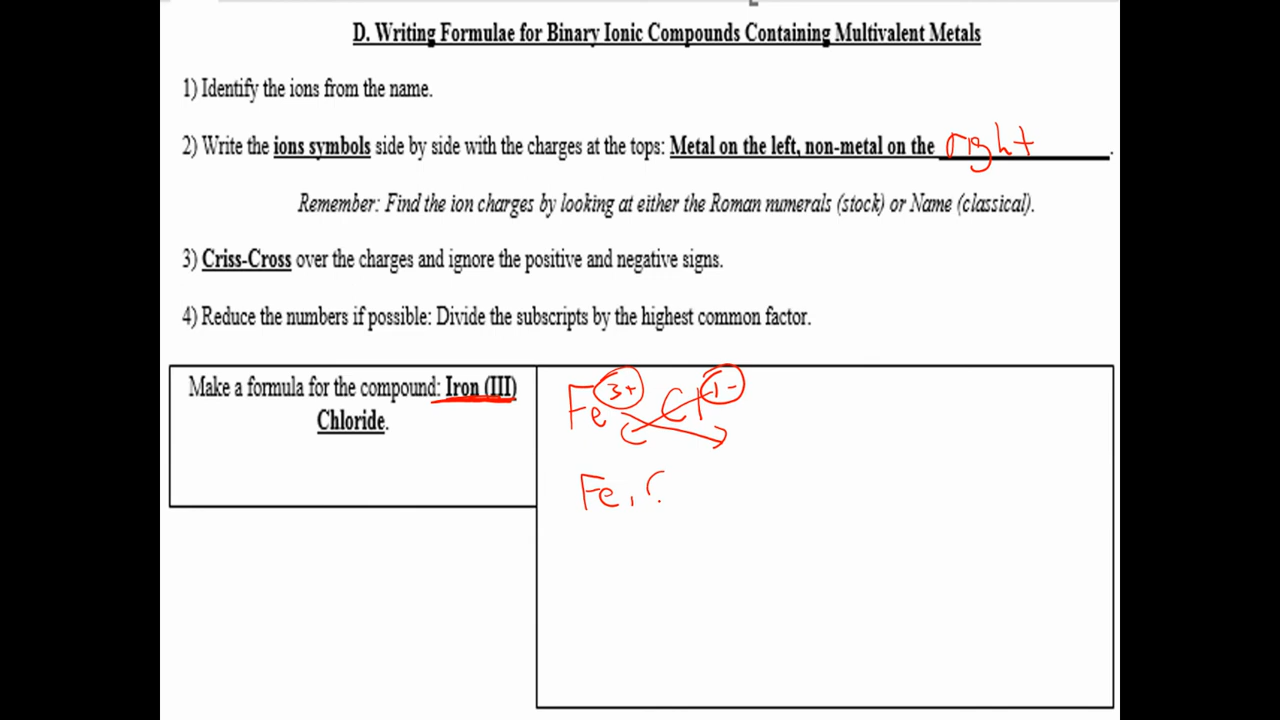 D. Writing Formulae for Binary Ionic Compounds Containing Multivalent Metals
1) Identify the ions from the name.
2) Write the ions symbols side by side with the charges at the tops: Metal on the left, non-metal on the right.
Remember: Find the ion charges by looking at either the Roman numerals (stock) or Name (classical).
3) Criss-Cross over the charges and ignore the positive and negative signs.
4) Reduce the numbers if possible: Divide the subscripts by the highest common factor.
Make a formula for the compound: Iron (III)
Chloride.
Fe 3+ Cl 1-
Fe₁